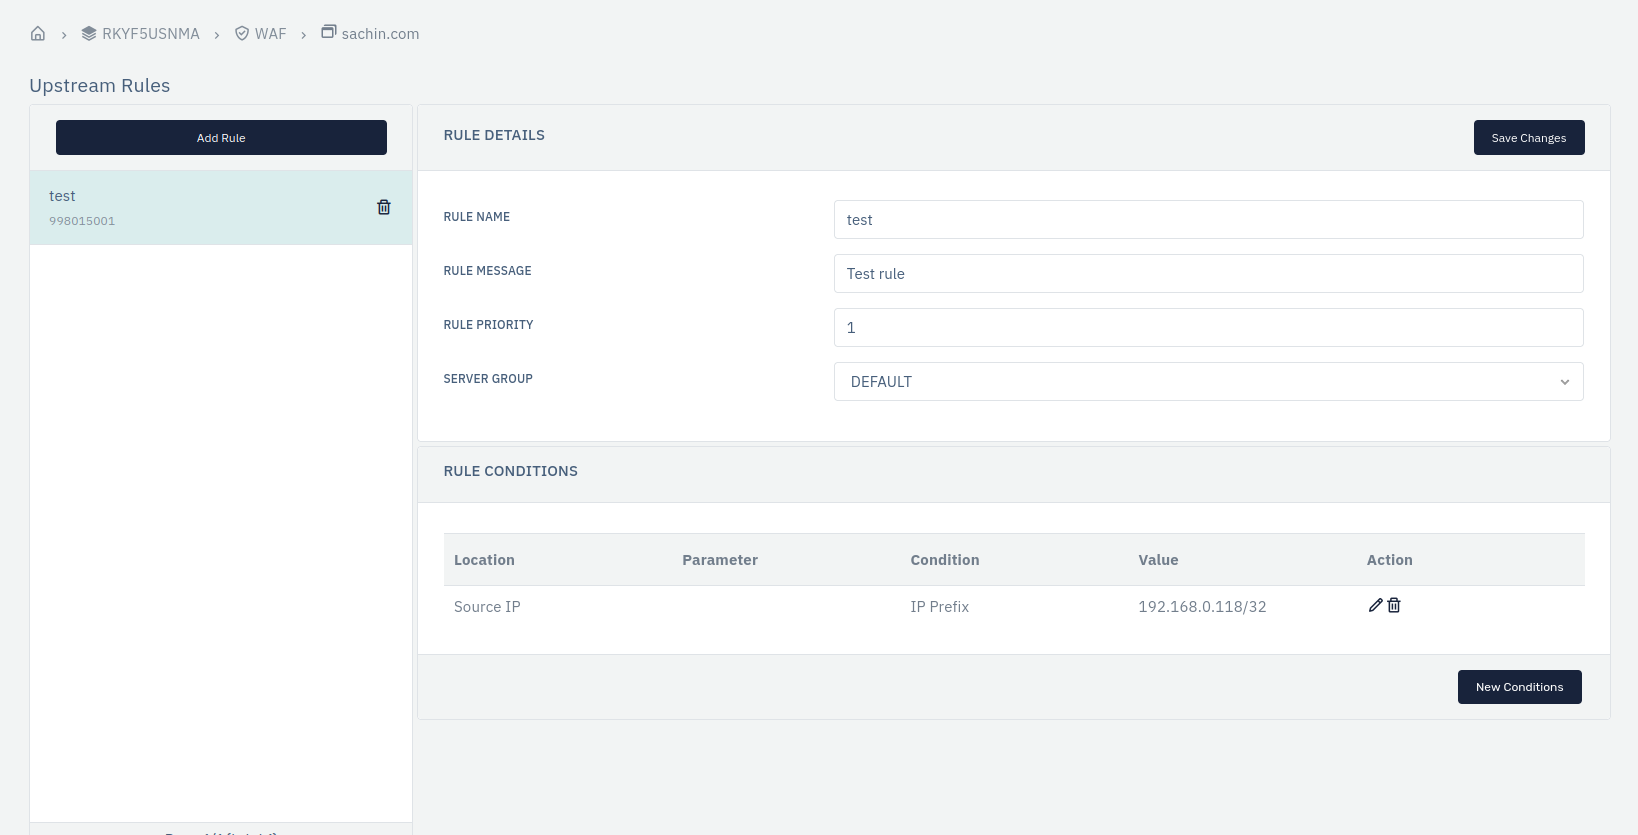 RKYF5USNMA
WAF
sachin.com
Upstream Rules
Add Rule
test
998015001
RULE DETAILS
Save Changes
RULE NAME
test
RULE MESSAGE
Test rule
RULE PRIORITY
1
SERVER GROUP
DEFAULT
RULE CONDITIONS
Location Parameter Condition Value Action
Source IP IP Prefix 192.168.0.118/32
New Conditions